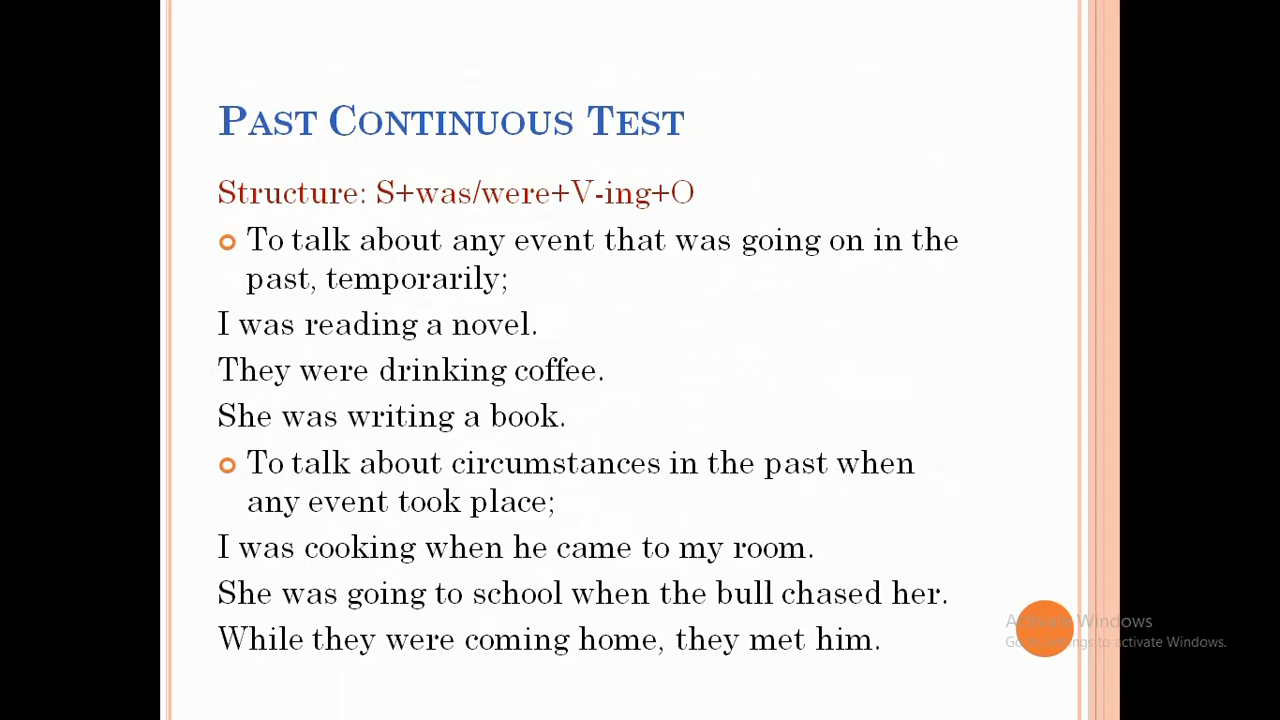 PAST CONTINUOUS TEST
Structure: S+was/were+V-ing+O
To talk about any event that was going on in the
past, temporarily;
I was reading a novel.
They were drinking coffee.
She was writing a book.
To talk about circumstances in the past when
any event took place;
I was cooking when he came to my room.
She was going to school when the bull chased her.
While they were coming home, they met him.
Activate Windows
Go to Settings to activate Windows.